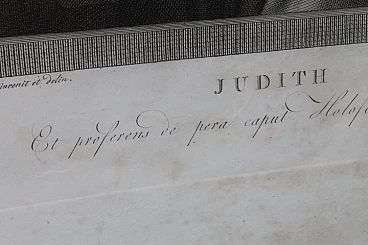 invenit et delin.
JUDITH
Et proferens de pera caput Holof